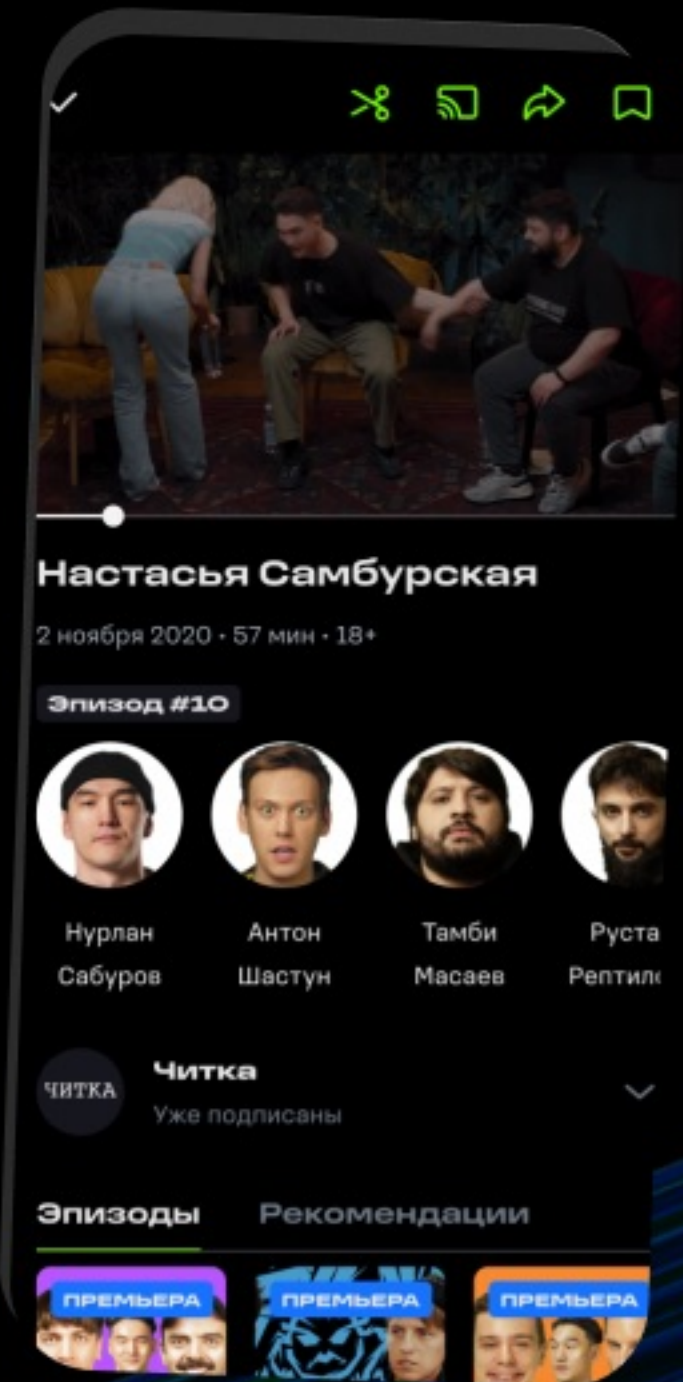 Настасья Самбурская
2 ноября 2020 • 57 мин • 18+
Эпизод #10
Нурлан
Сабуров
Антон
Шастун
Тамби
Масаев
Руста
Рептил
ЧИТКА
Читка
Уже подписаны
Эпизоды
Рекомендации
ПРЕМЬЕРА
ПРЕМЬЕРА
ПРЕМЬЕРА